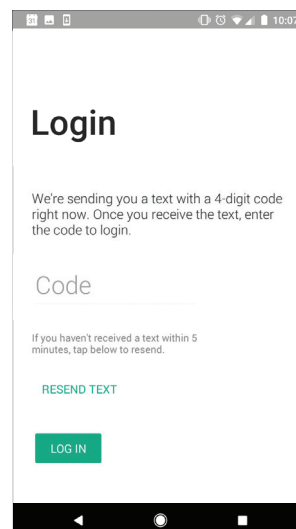 31
10:07
Login
We're sending you a text with a 4-digit code
right now. Once you receive the text, enter
the code to login.
Code
If you haven't received a text within 5
minutes, tap below to resend.
RESEND TEXT
LOG IN